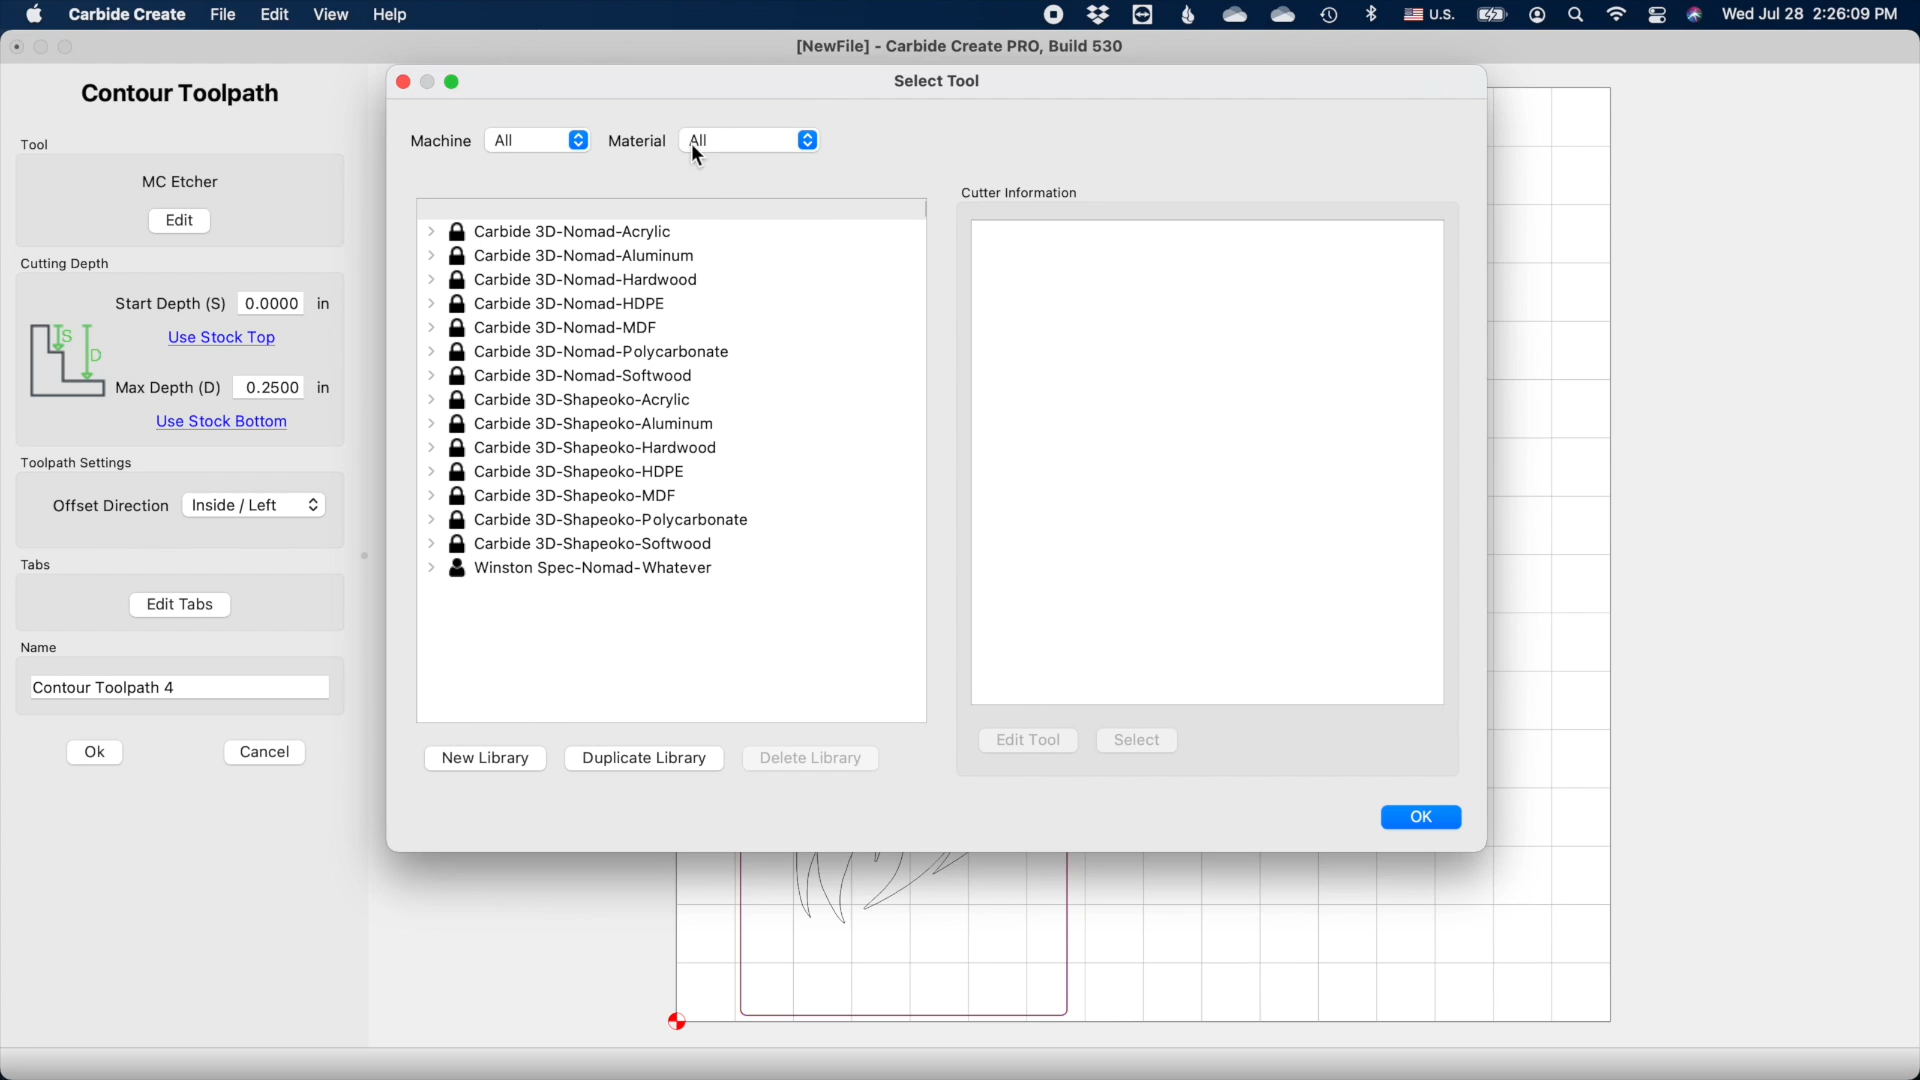 Carbide Create File Edit View Help U.S. Wed Jul 28 2:26:09 PM
[NewFile] - Carbide Create PRO, Build 530
Contour Toolpath
Tool
MC Etcher
Edit
Cutting Depth
Start Depth (S) 0.0000 in
Use Stock Top
S
D
Max Depth (D) 0.2500 in
Use Stock Bottom
Toolpath Settings
Offset Direction Inside / Left
Tabs
Edit Tabs
Name
Contour Toolpath 4
Ok Cancel
Select Tool
Machine All Material All
Carbide 3D-Nomad-Acrylic
Carbide 3D-Nomad-Aluminum
Carbide 3D-Nomad-Hardwood
Carbide 3D-Nomad-HDPE
Carbide 3D-Nomad-MDF
Carbide 3D-Nomad-Polycarbonate
Carbide 3D-Nomad-Softwood
Carbide 3D-Shapeoko-Acrylic
Carbide 3D-Shapeoko-Aluminum
Carbide 3D-Shapeoko-Hardwood
Carbide 3D-Shapeoko-HDPE
Carbide 3D-Shapeoko-MDF
Carbide 3D-Shapeoko-Polycarbonate
Carbide 3D-Shapeoko-Softwood
Winston Spec-Nomad-Whatever
New Library Duplicate Library Delete Library
Cutter Information
Edit Tool Select
OK